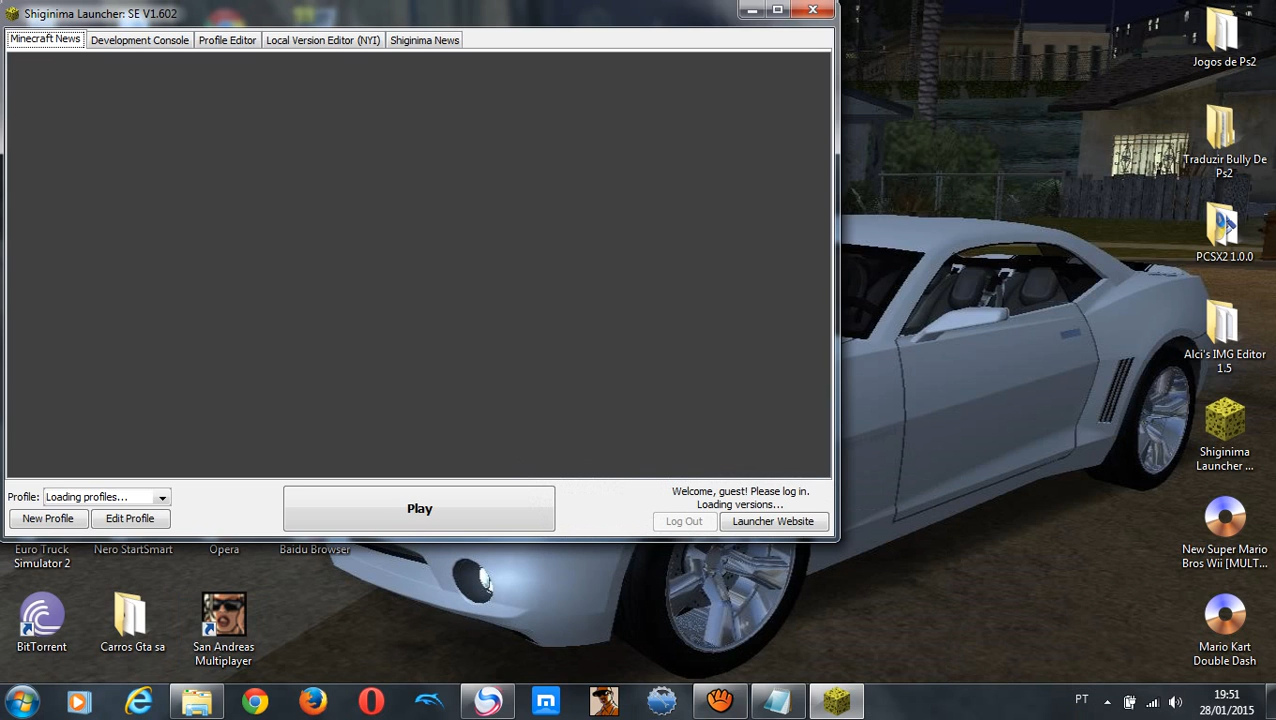 Shiginima Launcher: SE V1.602
Minecraft News
Development Console
Profile Editor
Local Version Editor (NYI)
Shiginima News
Profile:
Loading profiles...
New Profile
Edit Profile
Play
Welcome, guest! Please log in.
Loading versions...
Log Out
Launcher Website
Jogos de Ps2
Traduzir Bully De
Ps2
PCSX2 1.0.0
Alci's IMG Editor
1.5
Shiginima
Launcher ...
New Super Mario
Bros Wii [MULT...
Mario Kart
Double Dash
Euro Truck
Simulator 2
Nero StartSmart
Opera
Baidu Browser
BitTorrent
Carros Gta sa
San Andreas
Multiplayer
PT
19:51
28/01/2015